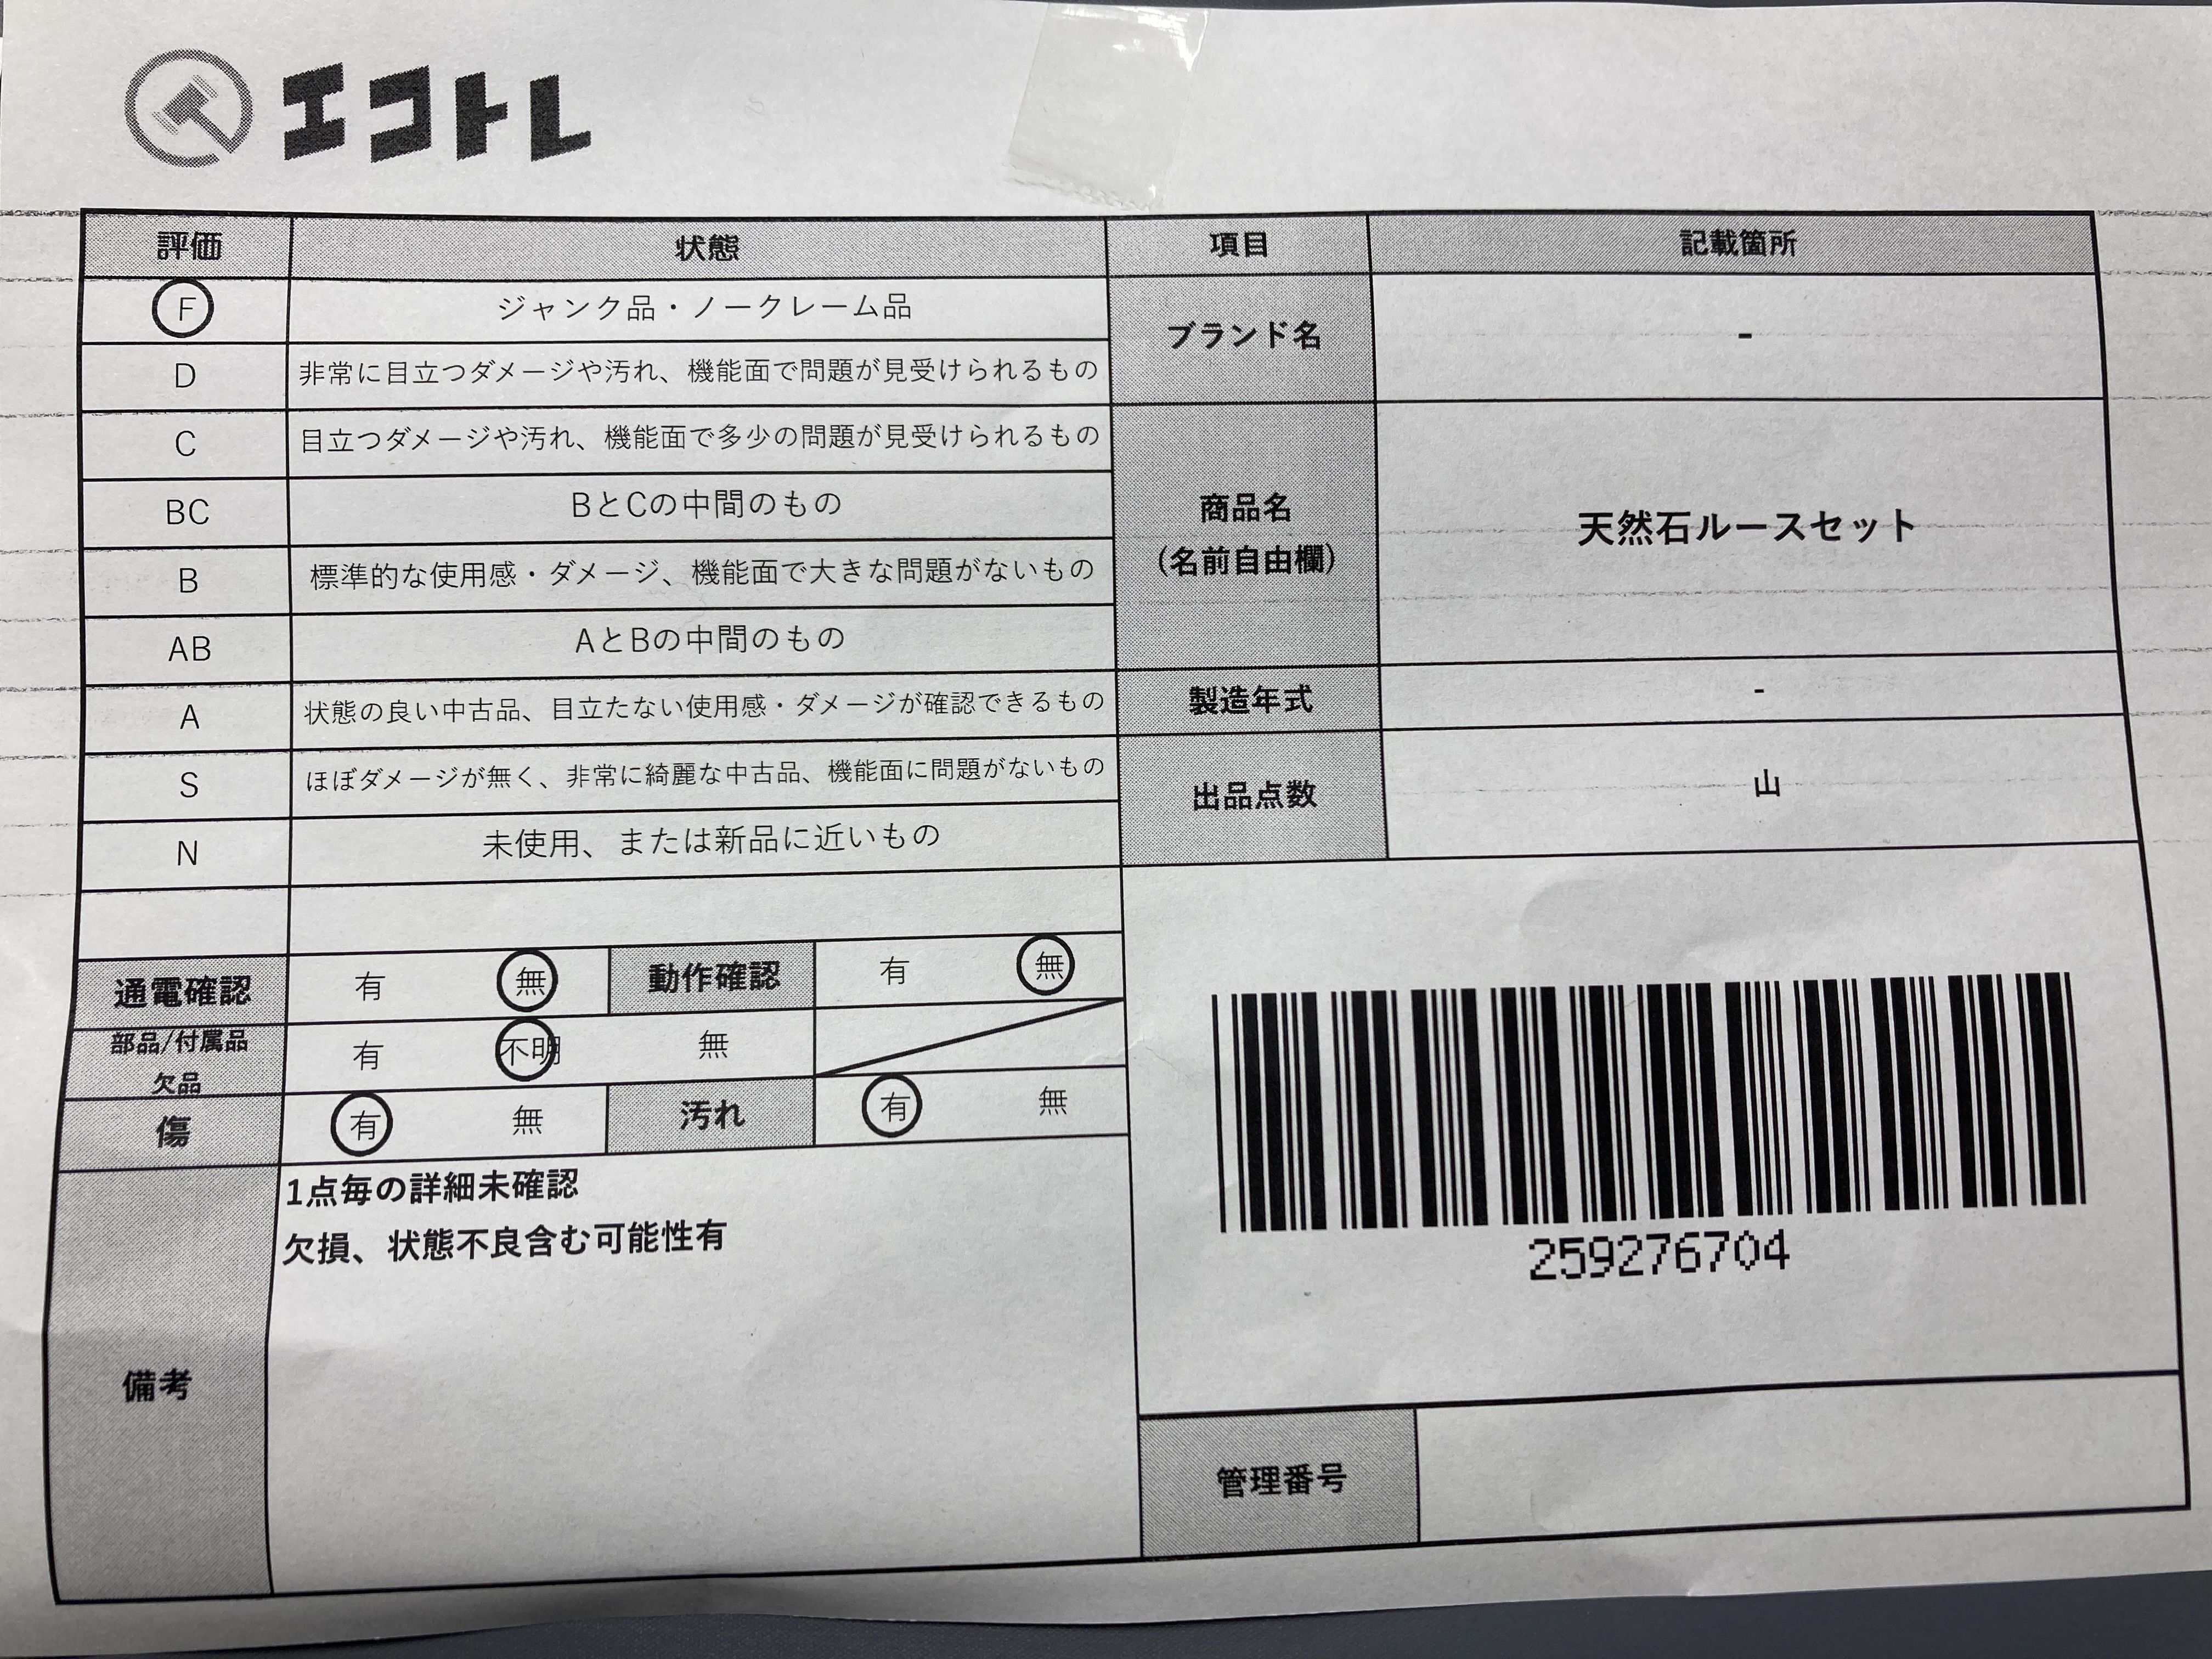 エコトレ
評価 状態 項目 記載箇所
F ジャンク品・ノークレーム品
D 非常に目立つダメージや汚れ、機能面で問題が見受けられるもの
ブランド名 -
C 目立つダメージや汚れ、機能面で多少の問題が見受けられるもの
BC BとCの中間のもの
B 標準的な使用感・ダメージ、機能面で大きな問題がないもの
AB AとBの中間のもの
商品名
(名前自由欄)
天然石ルースセット
A 状態の良い中古品、目立たない使用感・ダメージが確認できるもの
製造年式 -
S ほぼダメージが無く、非常に綺麗な中古品、機能面に問題がないもの
N 未使用、または新品に近いもの
出品点数 山
通電確認 有 無 動作確認 有 無
部品/付属品
欠品
有 不明 無
傷 有 無 汚れ 有 無
備考
1点毎の詳細未確認
欠損、状態不良含む可能性有
259276704
管理番号